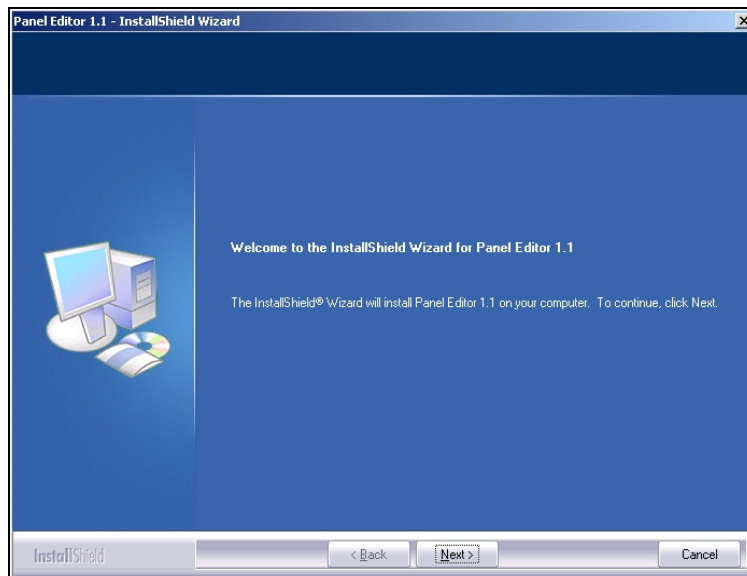 Panel Editor 1.1 - InstallShield Wizard
Welcome to the InstallShield Wizard for Panel Editor 1.1
The InstallShield® Wizard will install Panel Editor 1.1 on your computer.  To continue, click Next.
InstallShield
< Back
Next >
Cancel